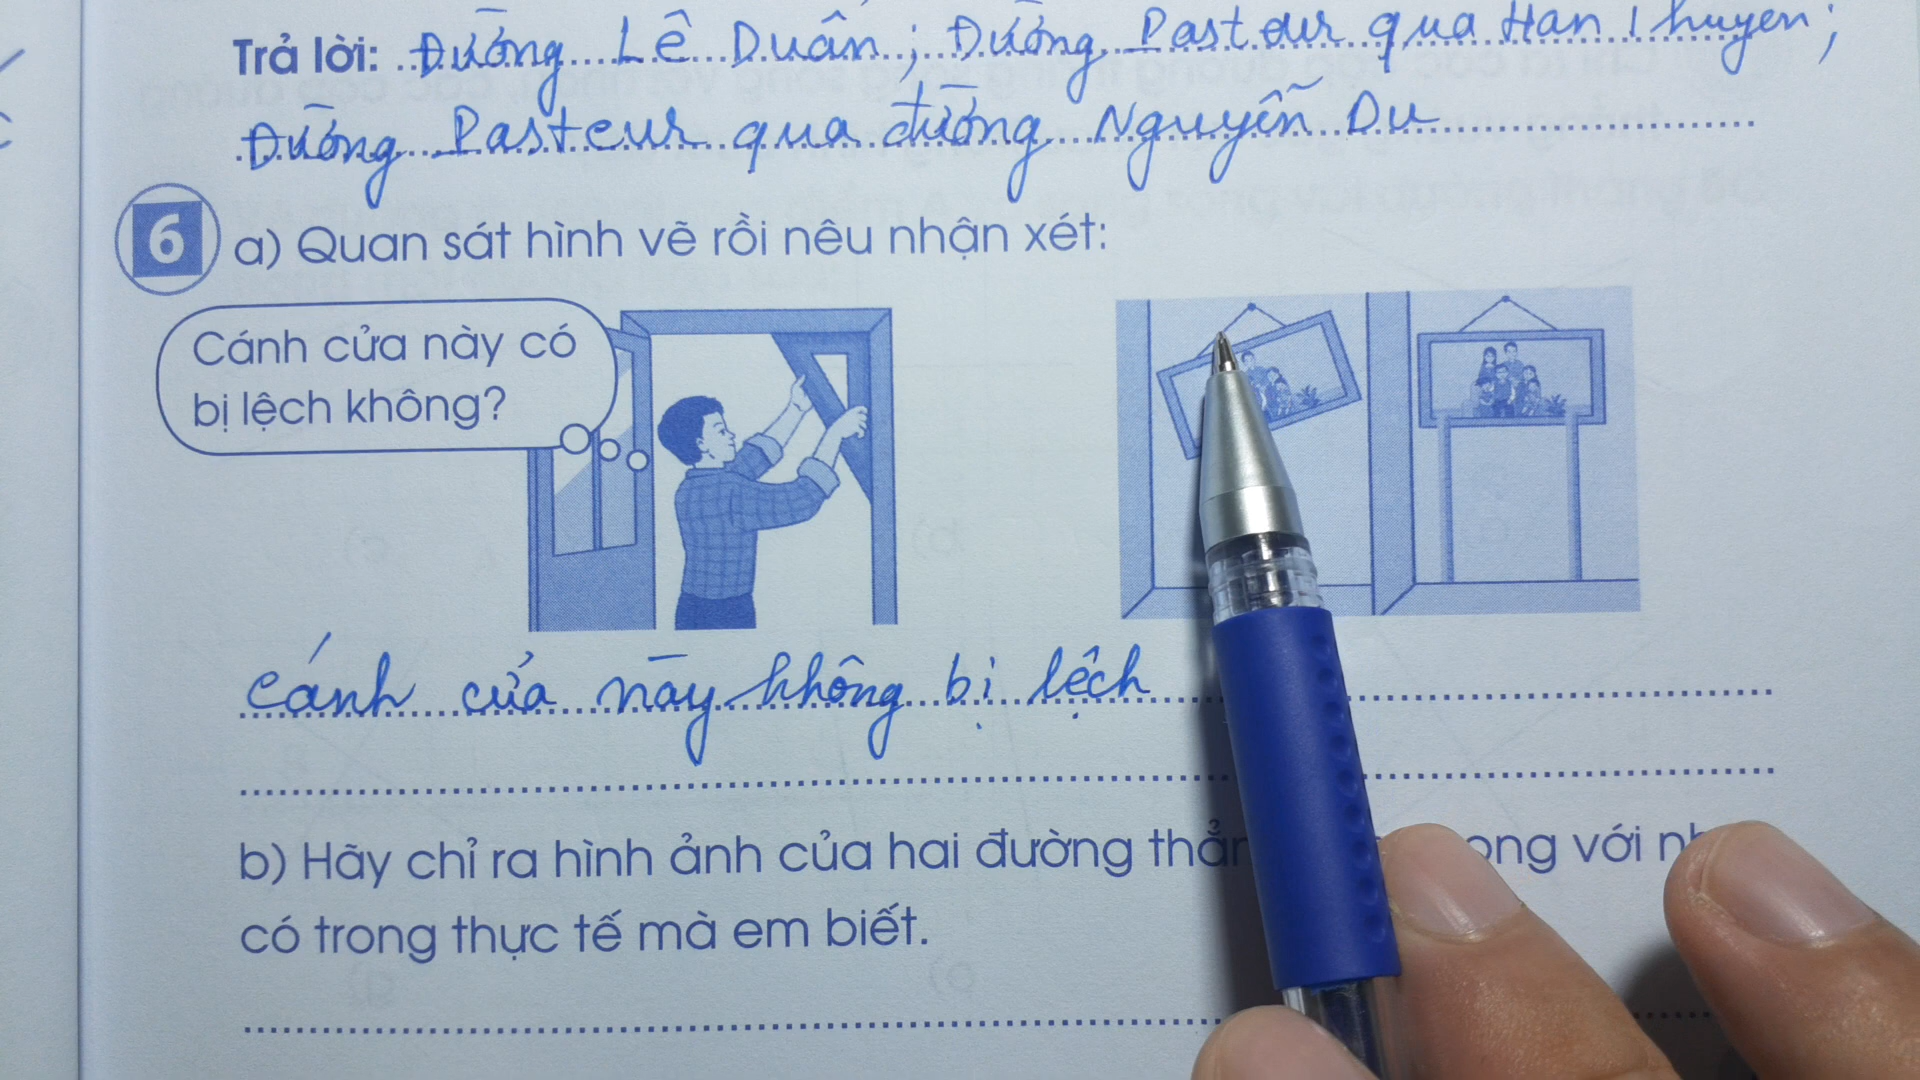 Trả lời: Đường Lê Duẩn; Đường Pasteur qua Hàn Thuyên;
Đường Pasteur qua đường Nguyễn Du
6 a) Quan sát hình vẽ rồi nêu nhận xét:
Cánh cửa này có
bị lệch không?
cánh cửa này không bị lệch
b) Hãy chỉ ra hình ảnh của hai đường với
có trong thực tế mà em biết.